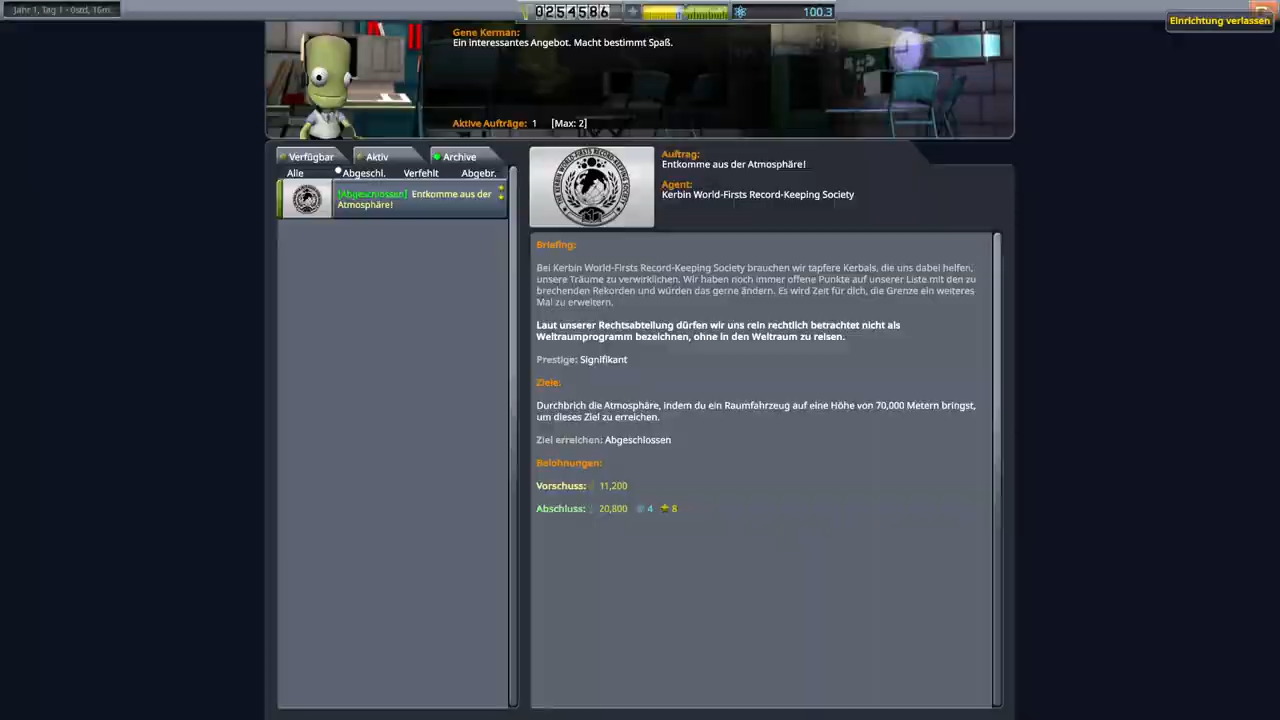 Jahr 1, Tag 1 - 0std, 16m
0254586
100.3
Einrichtung verlassen
Gene Kerman:
Ein interessantes Angebot. Macht bestimmt Spaß.
Aktive Aufträge: 1 [Max: 2]
Verfügbar
Aktiv
Archive
Alle
Abgeschl.
Verfehlt
Abgebr.
[Abgeschlossen] Entkomme aus der
Atmosphäre!
Auftrag:
Entkomme aus der Atmosphäre!
Agent:
Kerbin World-Firsts Record-Keeping Society
Briefing:
Bei Kerbin World-Firsts Record-Keeping Society brauchen wir tapfere Kerbals, die uns dabei helfen,
unsere Träume zu verwirklichen. Wir haben noch immer offene Punkte auf unserer Liste mit den zu
brechenden Rekorden und würden das gerne ändern. Es wird Zeit für dich, die Grenze ein weiteres
Mal zu erweitern.
Laut unserer Rechtsabteilung dürfen wir uns rein rechtlich betrachtet nicht als
Weltraumprogramm bezeichnen, ohne in den Weltraum zu reisen.
Prestige: Signifikant
Ziele:
Durchbrich die Atmosphäre, indem du ein Raumfahrzeug auf eine Höhe von 70,000 Metern bringst,
um dieses Ziel zu erreichen.
Ziel erreichen: Abgeschlossen
Belohnungen:
Vorschuss: 11,200
Abschluss: 20,800 4 8